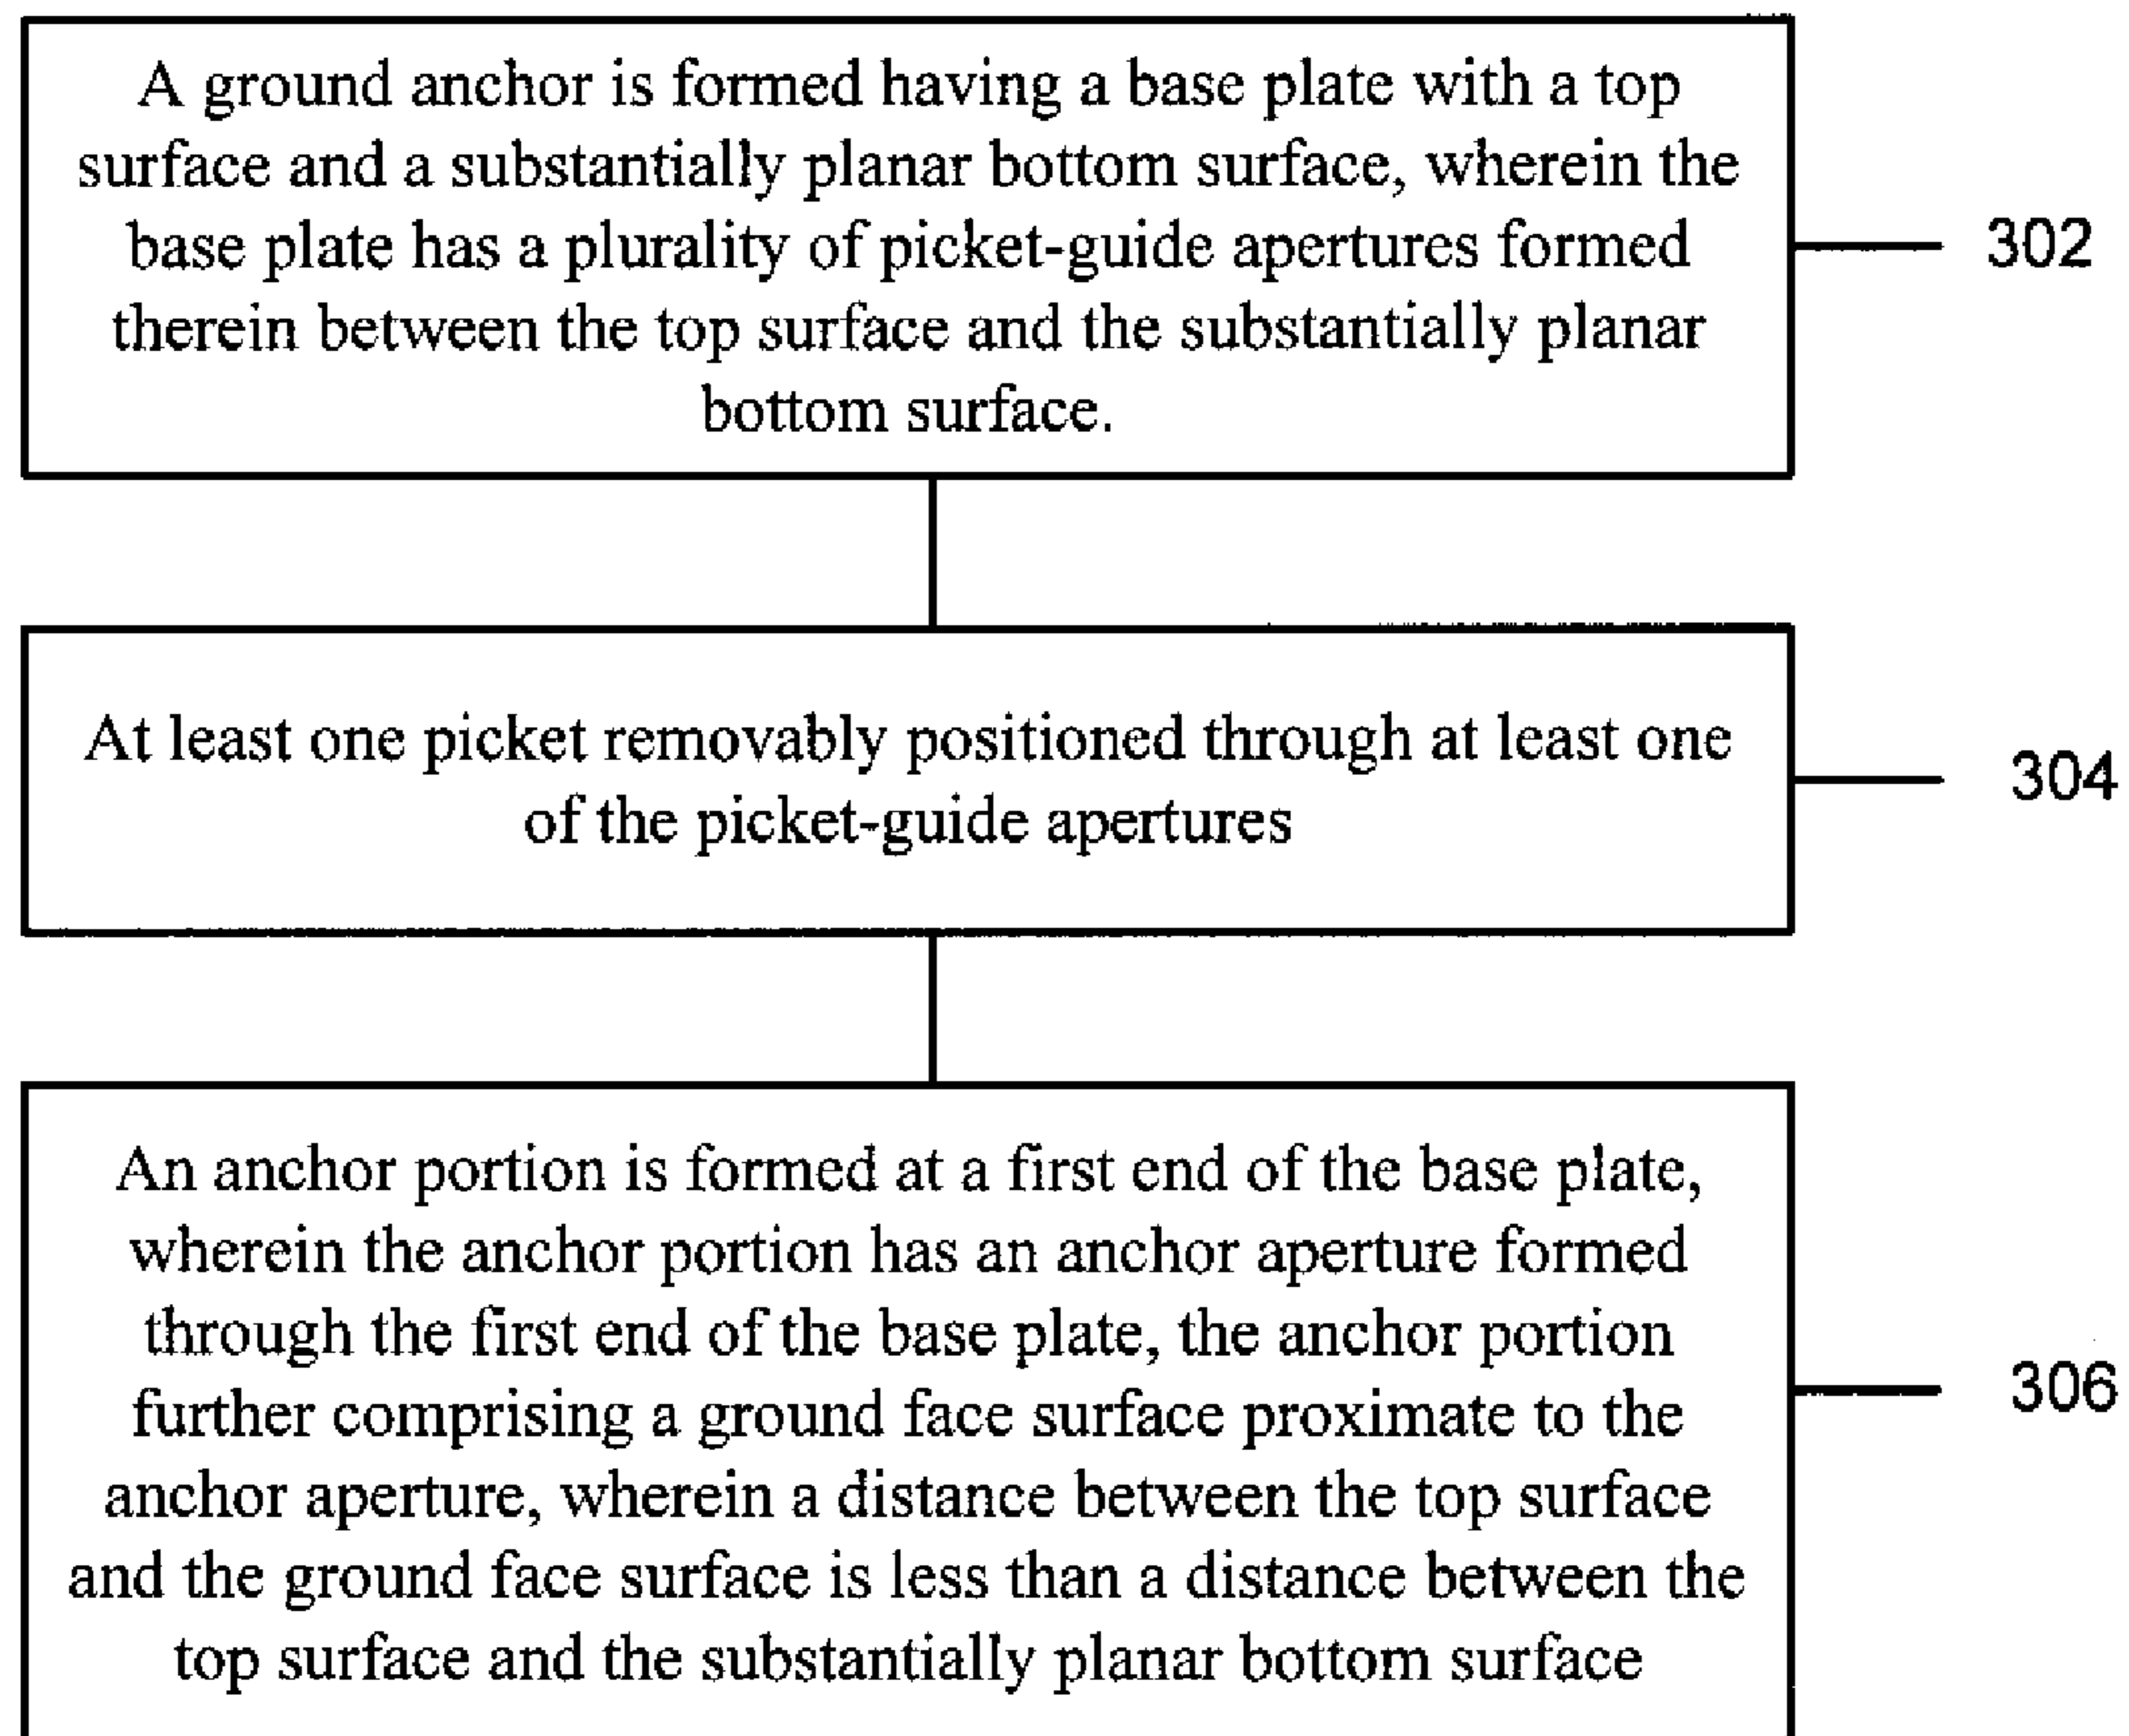 A ground anchor is formed having a base plate with a top
surface and a substantially planar bottom surface, wherein the
base plate has a plurality of picket-guide apertures formed
therein between the top surface and the substantially planar
bottom surface.
302
At least one picket removably positioned through at least one
of the picket-guide apertures
304
An anchor portion is formed at a first end of the base plate,
wherein the anchor portion has an anchor aperture formed
through the first end of the base plate, the anchor portion
further comprising a ground face surface proximate to the
anchor aperture, wherein a distance between the top surface
and the ground face surface is less than a distance between the
top surface and the substantially planar bottom surface
306